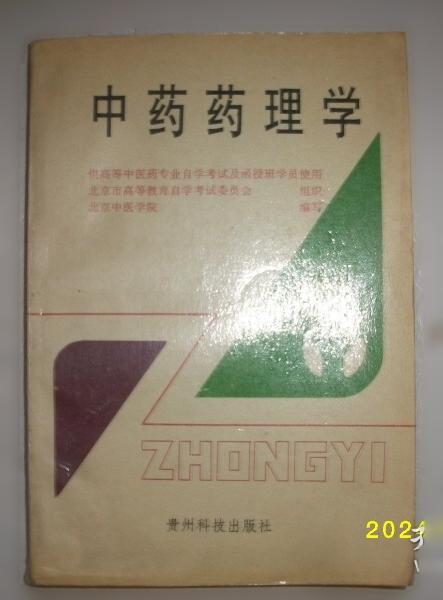 中药药理学
供高等中医药专业自学考试及函授班学员使用
北京市高等教育自学考试委员会 组织
北京中医学院 编写
ZHONGYI
贵州科技出版社
202